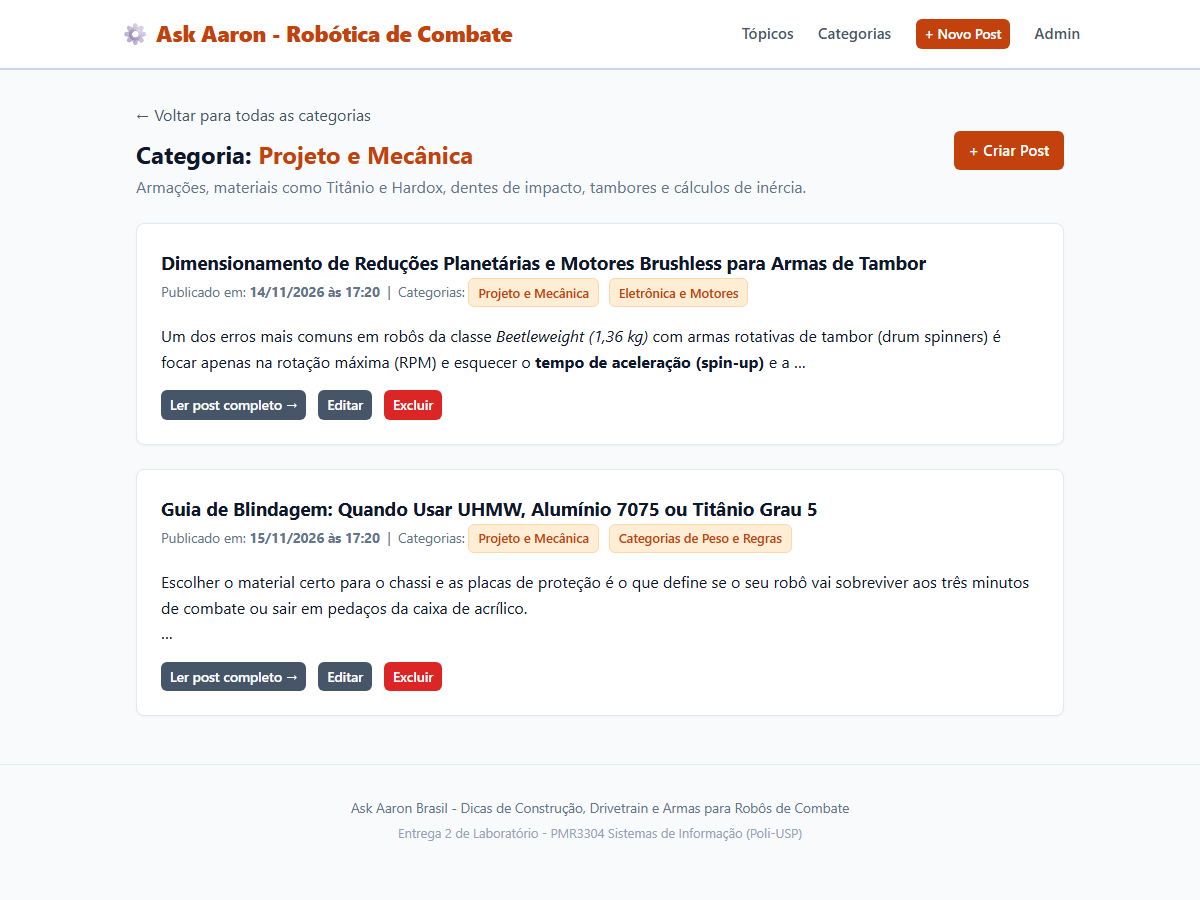 Ask Aaron - Robótica de Combate
Tópicos
Categorias
+ Novo Post
Admin
← Voltar para todas as categorias
Categoria: Projeto e Mecânica
+ Criar Post
Armações, materiais como Titânio e Hardox, dentes de impacto, tambores e cálculos de inércia.
Dimensionamento de Reduções Planetárias e Motores Brushless para Armas de Tambor
Publicado em: 14/11/2026 às 17:20 | Categorias: Projeto e Mecânica Eletrônica e Motores
Um dos erros mais comuns em robôs da classe Beetleweight (1,36 kg) com armas rotativas de tambor (drum spinners) é
focar apenas na rotação máxima (RPM) e esquecer o tempo de aceleração (spin-up) e a ...
Ler post completo → Editar Excluir
Guia de Blindagem: Quando Usar UHMW, Alumínio 7075 ou Titânio Grau 5
Publicado em: 15/11/2026 às 17:20 | Categorias: Projeto e Mecânica Categorias de Peso e Regras
Escolher o material certo para o chassi e as placas de proteção é o que define se o seu robô vai sobreviver aos três minutos
de combate ou sair em pedaços da caixa de acrílico.
...
Ler post completo → Editar Excluir
Ask Aaron Brasil - Dicas de Construção, Drivetrain e Armas para Robôs de Combate
Entrega 2 de Laboratório - PMR3304 Sistemas de Informação (Poli-USP)